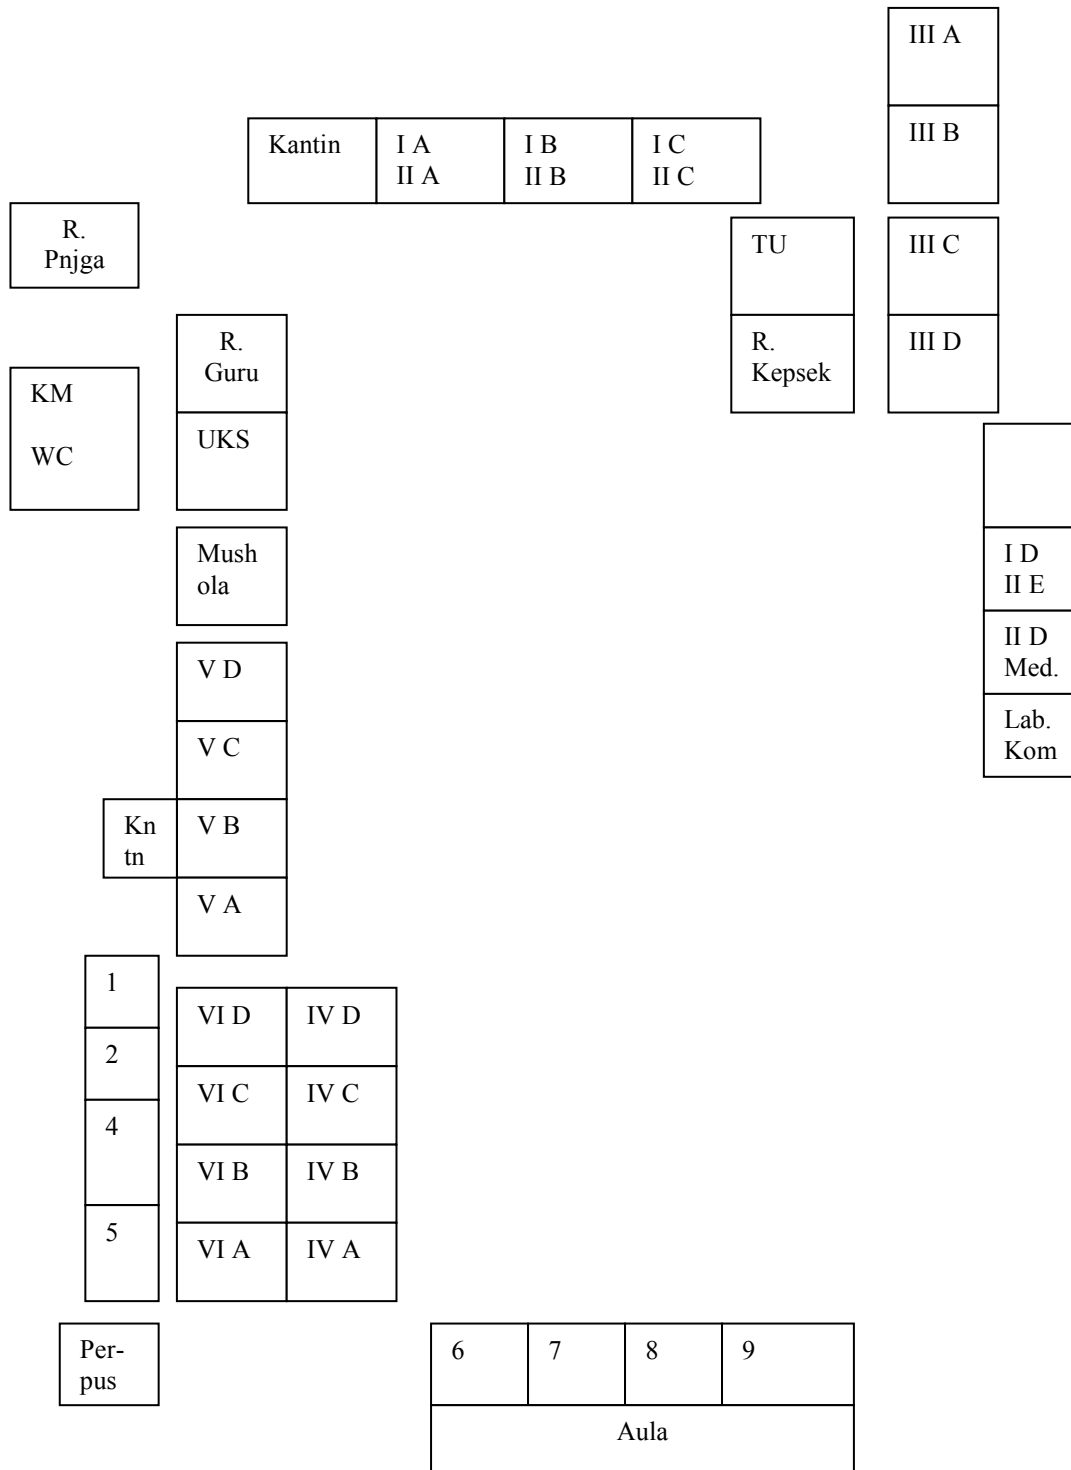 III A
Kantin
I A
II A
I B
II B
I C
II C
III B
R.
Pnjga
TU
III C
R.
Guru
R.
Kepsek
III D
KM
WC
UKS
Mush
ola
I D
II E
II D
Med.
Lab.
Kom
V D
V C
Kn
tn
V B
V A
1
2
4
5
VI D
IV D
VI C
IV C
VI B
IV B
VI A
IV A
Per-
pus
6
7
8
9
Aula